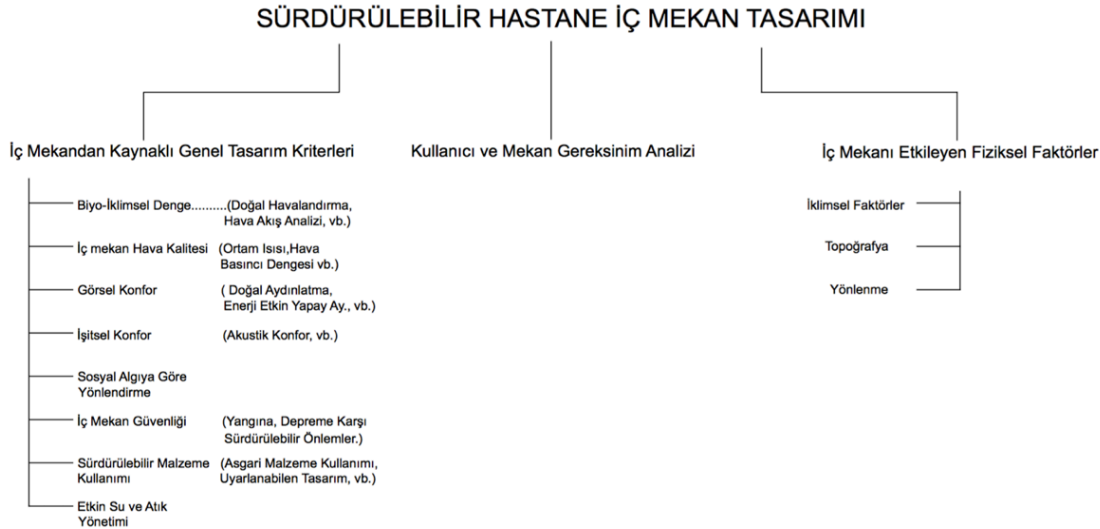 SÜRDÜRÜLEBİLİR HASTANE İÇ MEKAN TASARIMI
İç Mekandan Kaynaklı Genel Tasarım Kriterleri
Biyo-İklimsel Denge..........(Doğal Havalandırma,
Hava Akış Analizi, vb.)
İç mekan Hava Kalitesi (Ortam Isısı,Hava
Basıncı Dengesi vb.)
Görsel Konfor ( Doğal Aydınlatma,
Enerji Etkin Yapay Ay., vb.)
İşitsel Konfor (Akustik Konfor, vb.)
Sosyal Algıya Göre
Yönlendirme
İç Mekan Güvenliği (Yangına, Depreme Karşı
Sürdürülebilir Önlemler.)
Sürdürülebilir Malzeme (Asgari Malzeme Kullanımı,
Kullanımı Uyarlanabilen Tasarım, vb.)
Etkin Su ve Atık
Yönetimi
Kullanıcı ve Mekan Gereksinim Analizi
İç Mekanı Etkileyen Fiziksel Faktörler
İklimsel Faktörler
Topoğrafya
Yönlenme